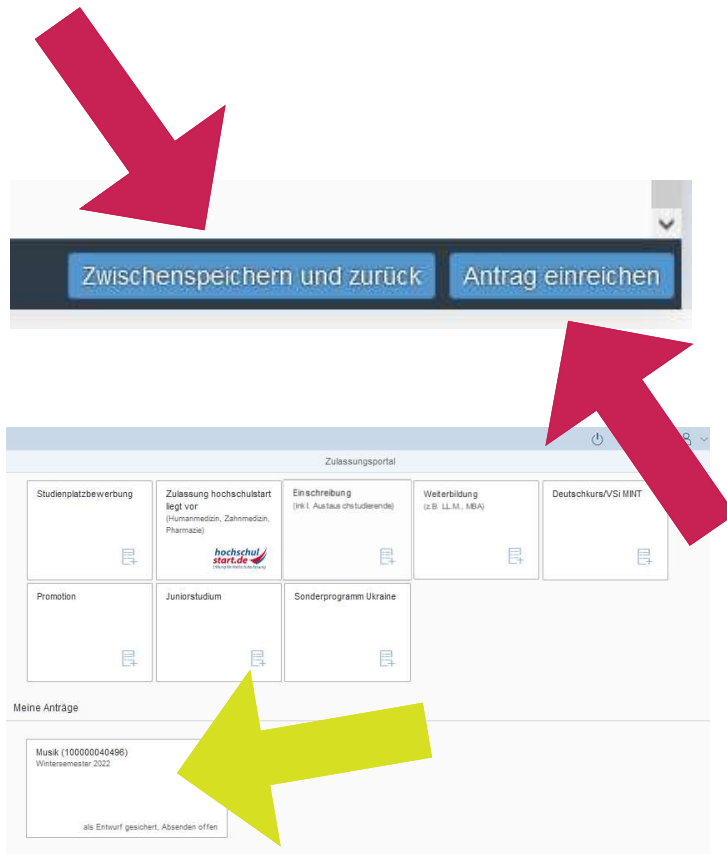 Zwischenspeichern und zurück
Antrag einreichen
Zulassungsportal
Studienplatzbewerbung
Zulassung hochschulstart
liegt vor
(Humanmedizin, Zahnmedizin,
Pharmazie)
hochschul
start.de
Einschreibung
(inkl. Austauschstudierende)
Weiterbildung
(z.B. LL.M., MBA)
Deutschkurs/VSi MINT
Promotion
Juniorstudium
Sonderprogramm Ukraine
Meine Anträge
Musik (100000040496)
Wintersemester 2022
als Entwurf gesichert, Absenden offen